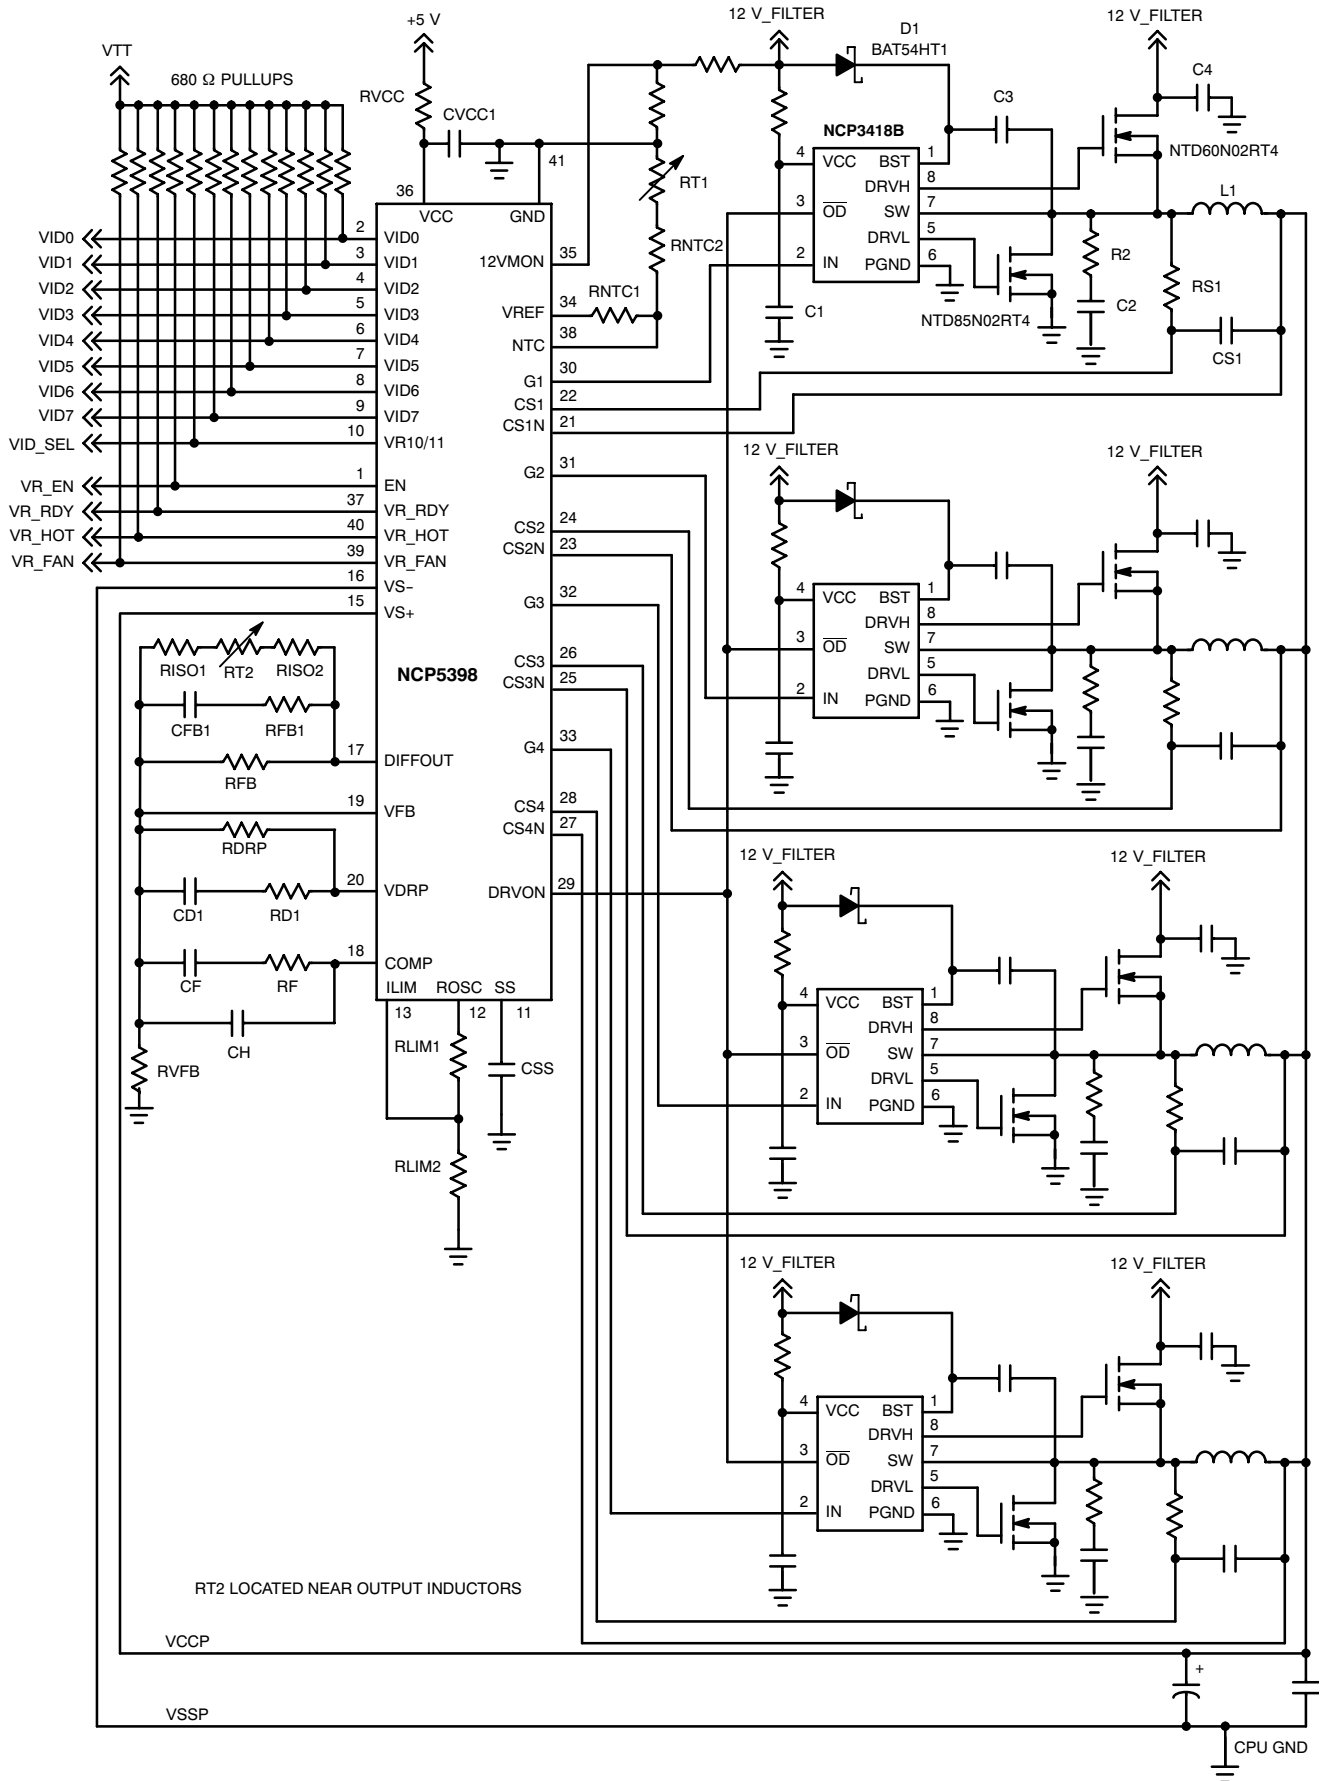 +5 V
12 V_FILTER
D1
BAT54HT1
12 V_FILTER
VTT
680 Ω PULLUPS
RVCC
CVCC1
C3
C4
NCP3418B
NTD60N02RT4
41
36
RT1
4
VCC
BST
1
DRVH
8
3
OD
SW
7
DRVL
5
2
IN
PGND
6
L1
R2
C2
RS1
CS1
C1
NTD85N02RT4
VCC
GND
VID0
2
VID0
VID1
3
VID1
VID2
4
VID2
VID3
5
VID3
VID4
6
VID4
VID5
7
VID5
VID6
8
VID6
VID7
9
VID7
VID_SEL
10
VR10/11
VR_EN
1
EN
VR_RDY
37
VR_RDY
VR_HOT
40
VR_HOT
VR_FAN
39
VR_FAN
16
VS−
15
VS+
12VMON
35
RNTC2
RNTC1
VREF
34
NTC
38
G1
30
CS1
22
CS1N
21
G2
31
CS2
24
CS2N
23
G3
32
CS3
26
CS3N
25
G4
33
CS4
28
CS4N
27
DRVON
29
NCP5398
RISO1
RT2
RISO2
CFB1
RFB1
17
DIFFOUT
RFB
19
VFB
RDRP
20
VDRP
CD1
RD1
18
COMP
CF
RF
CH
RVFB
ILIM
ROSC
SS
13
12
11
RLIM1
CSS
RLIM2
12 V_FILTER
12 V_FILTER
4
VCC
BST
1
DRVH
8
3
OD
SW
7
DRVL
5
2
IN
PGND
6
12 V_FILTER
12 V_FILTER
4
VCC
BST
1
DRVH
8
3
OD
SW
7
DRVL
5
2
IN
PGND
6
12 V_FILTER
12 V_FILTER
4
VCC
BST
1
DRVH
8
3
OD
SW
7
DRVL
5
2
IN
PGND
6
RT2 LOCATED NEAR OUTPUT INDUCTORS
VCCP
+
VSSP
CPU GND